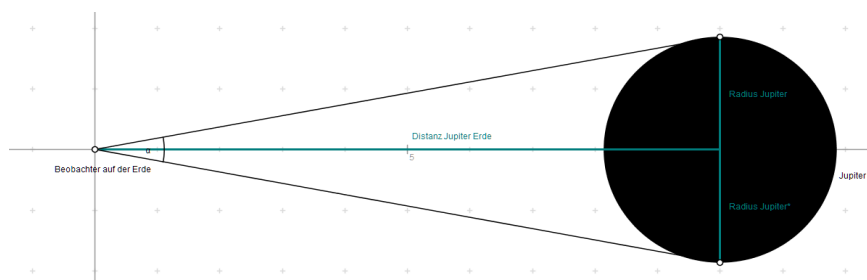 Radius Jupiter
Distanz Jupiter Erde
α
5
Beobachter auf der Erde
Jupiter
Radius Jupiter*